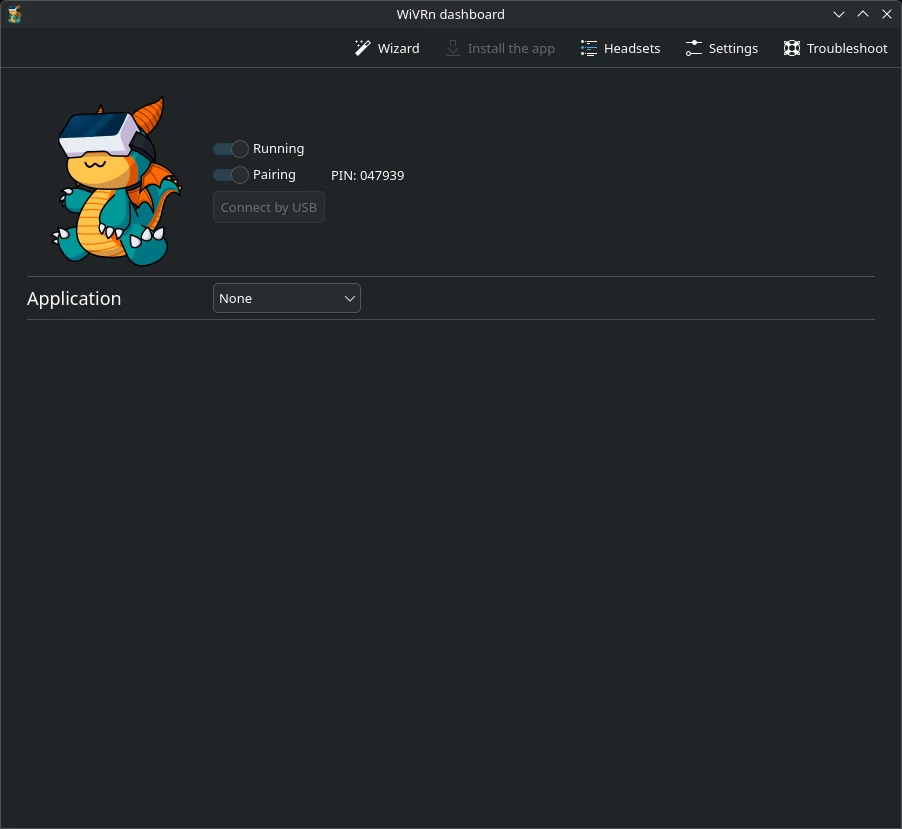 WiVRn dashboard
Wizard Install the app Headsets Settings Troubleshoot
Running
Pairing PIN: 047939
Connect by USB
Application None